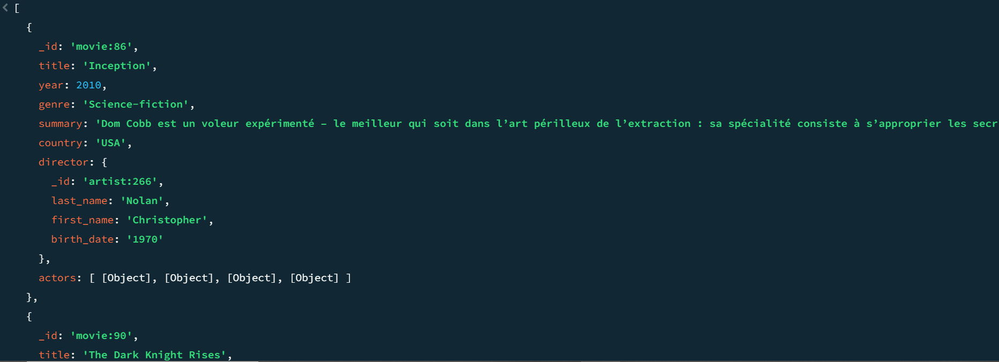 [
{
_id: 'movie:86',
title: 'Inception',
year: 2010,
genre: 'Science-fiction',
summary: 'Dom Cobb est un voleur expérimenté – le meilleur qui soit dans l’art périlleux de l’extraction : sa spécialité consiste à s’approprier les secr
country: 'USA',
director: {
_id: 'artist:266',
last_name: 'Nolan',
first_name: 'Christopher',
birth_date: '1970'
},
actors: [ [Object], [Object], [Object], [Object] ]
},
{
_id: 'movie:90',
title: 'The Dark Knight Rises',